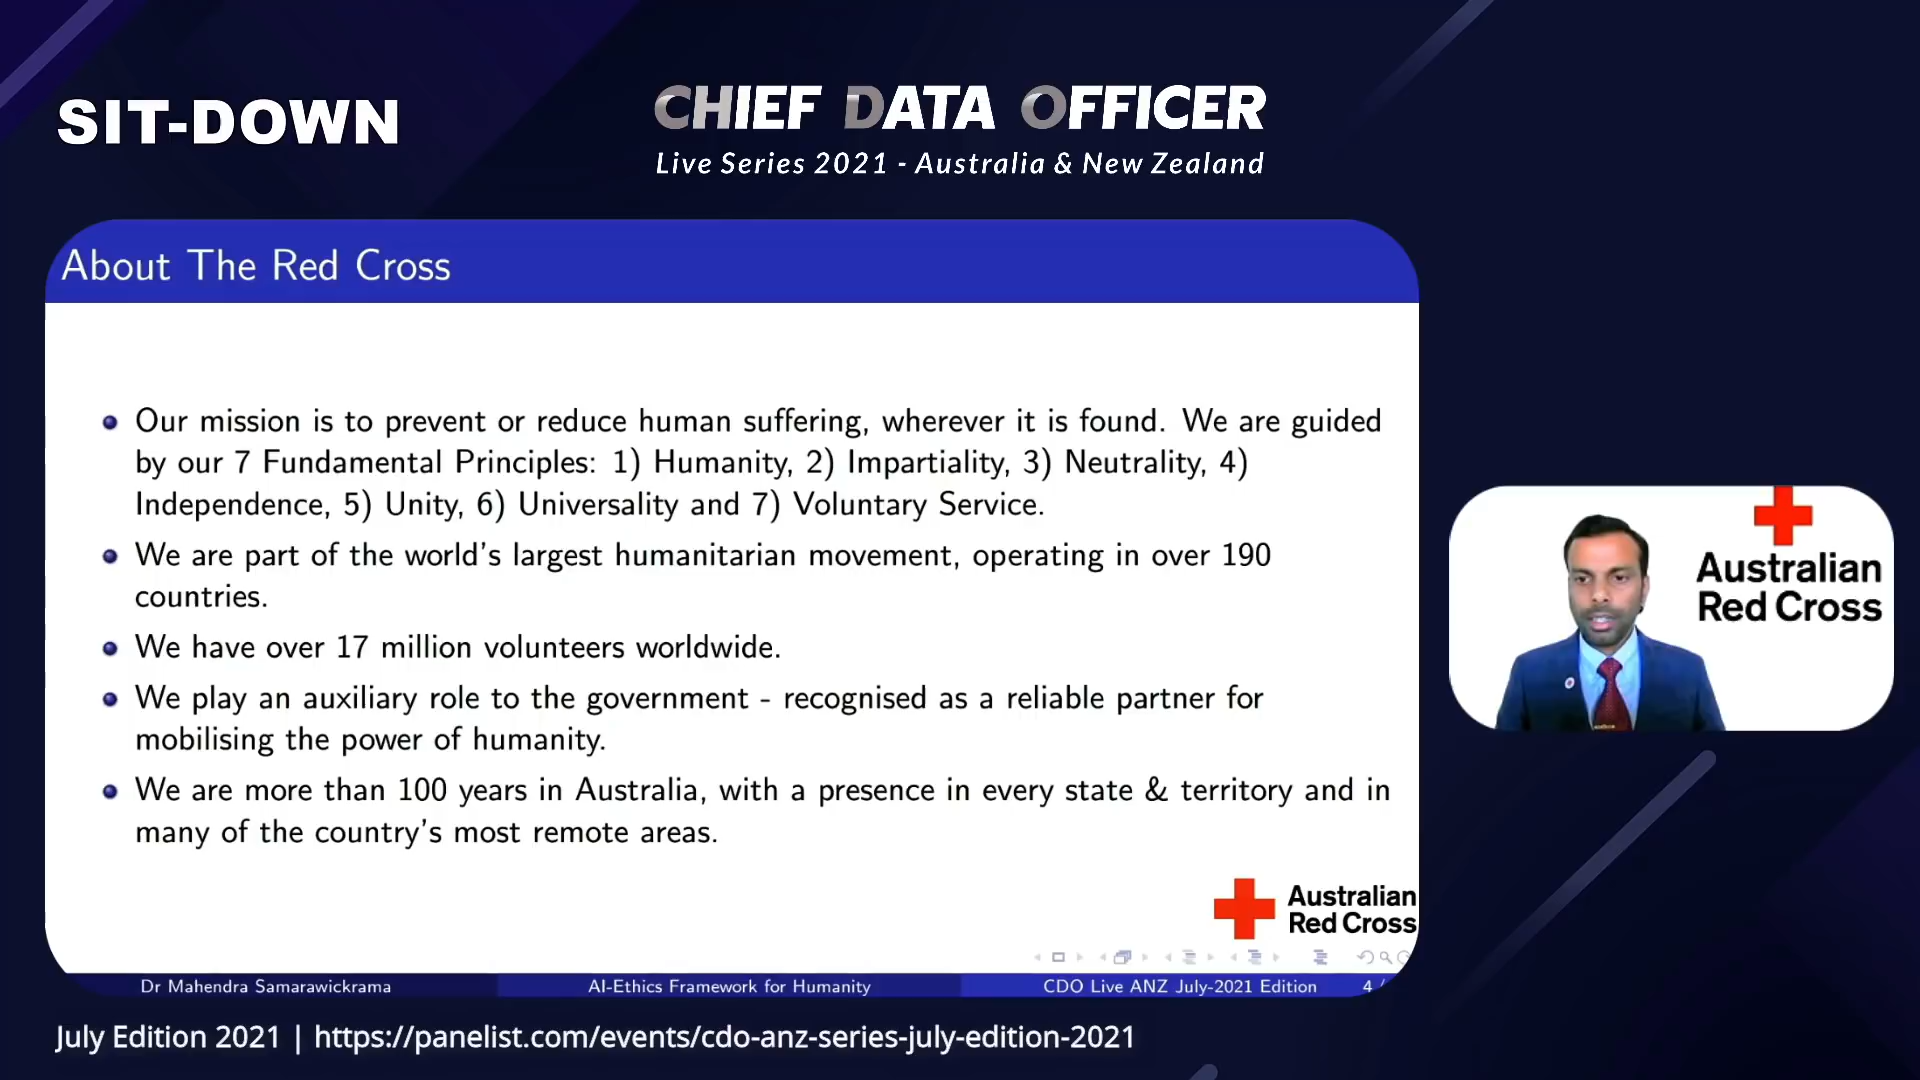 SIT-DOWN
CHIEF DATA OFFICER
Live Series 2021 - Australia & New Zealand
About The Red Cross
Our mission is to prevent or reduce human suffering, wherever it is found. We are guided
by our 7 Fundamental Principles: 1) Humanity, 2) Impartiality, 3) Neutrality, 4)
Independence, 5) Unity, 6) Universality and 7) Voluntary Service.
We are part of the world's largest humanitarian movement, operating in over 190
countries.
We have over 17 million volunteers worldwide.
We play an auxiliary role to the government - recognised as a reliable partner for
mobilising the power of humanity.
We are more than 100 years in Australia, with a presence in every state & territory and in
many of the country's most remote areas.
Australian
Red Cross
Dr Mahendra Samarawickrama
AI-Ethics Framework for Humanity
CDO Live ANZ July-2021 Edition
4 /
Australian
Red Cross
July Edition 2021 | https://panelist.com/events/cdo-anz-series-july-edition-2021